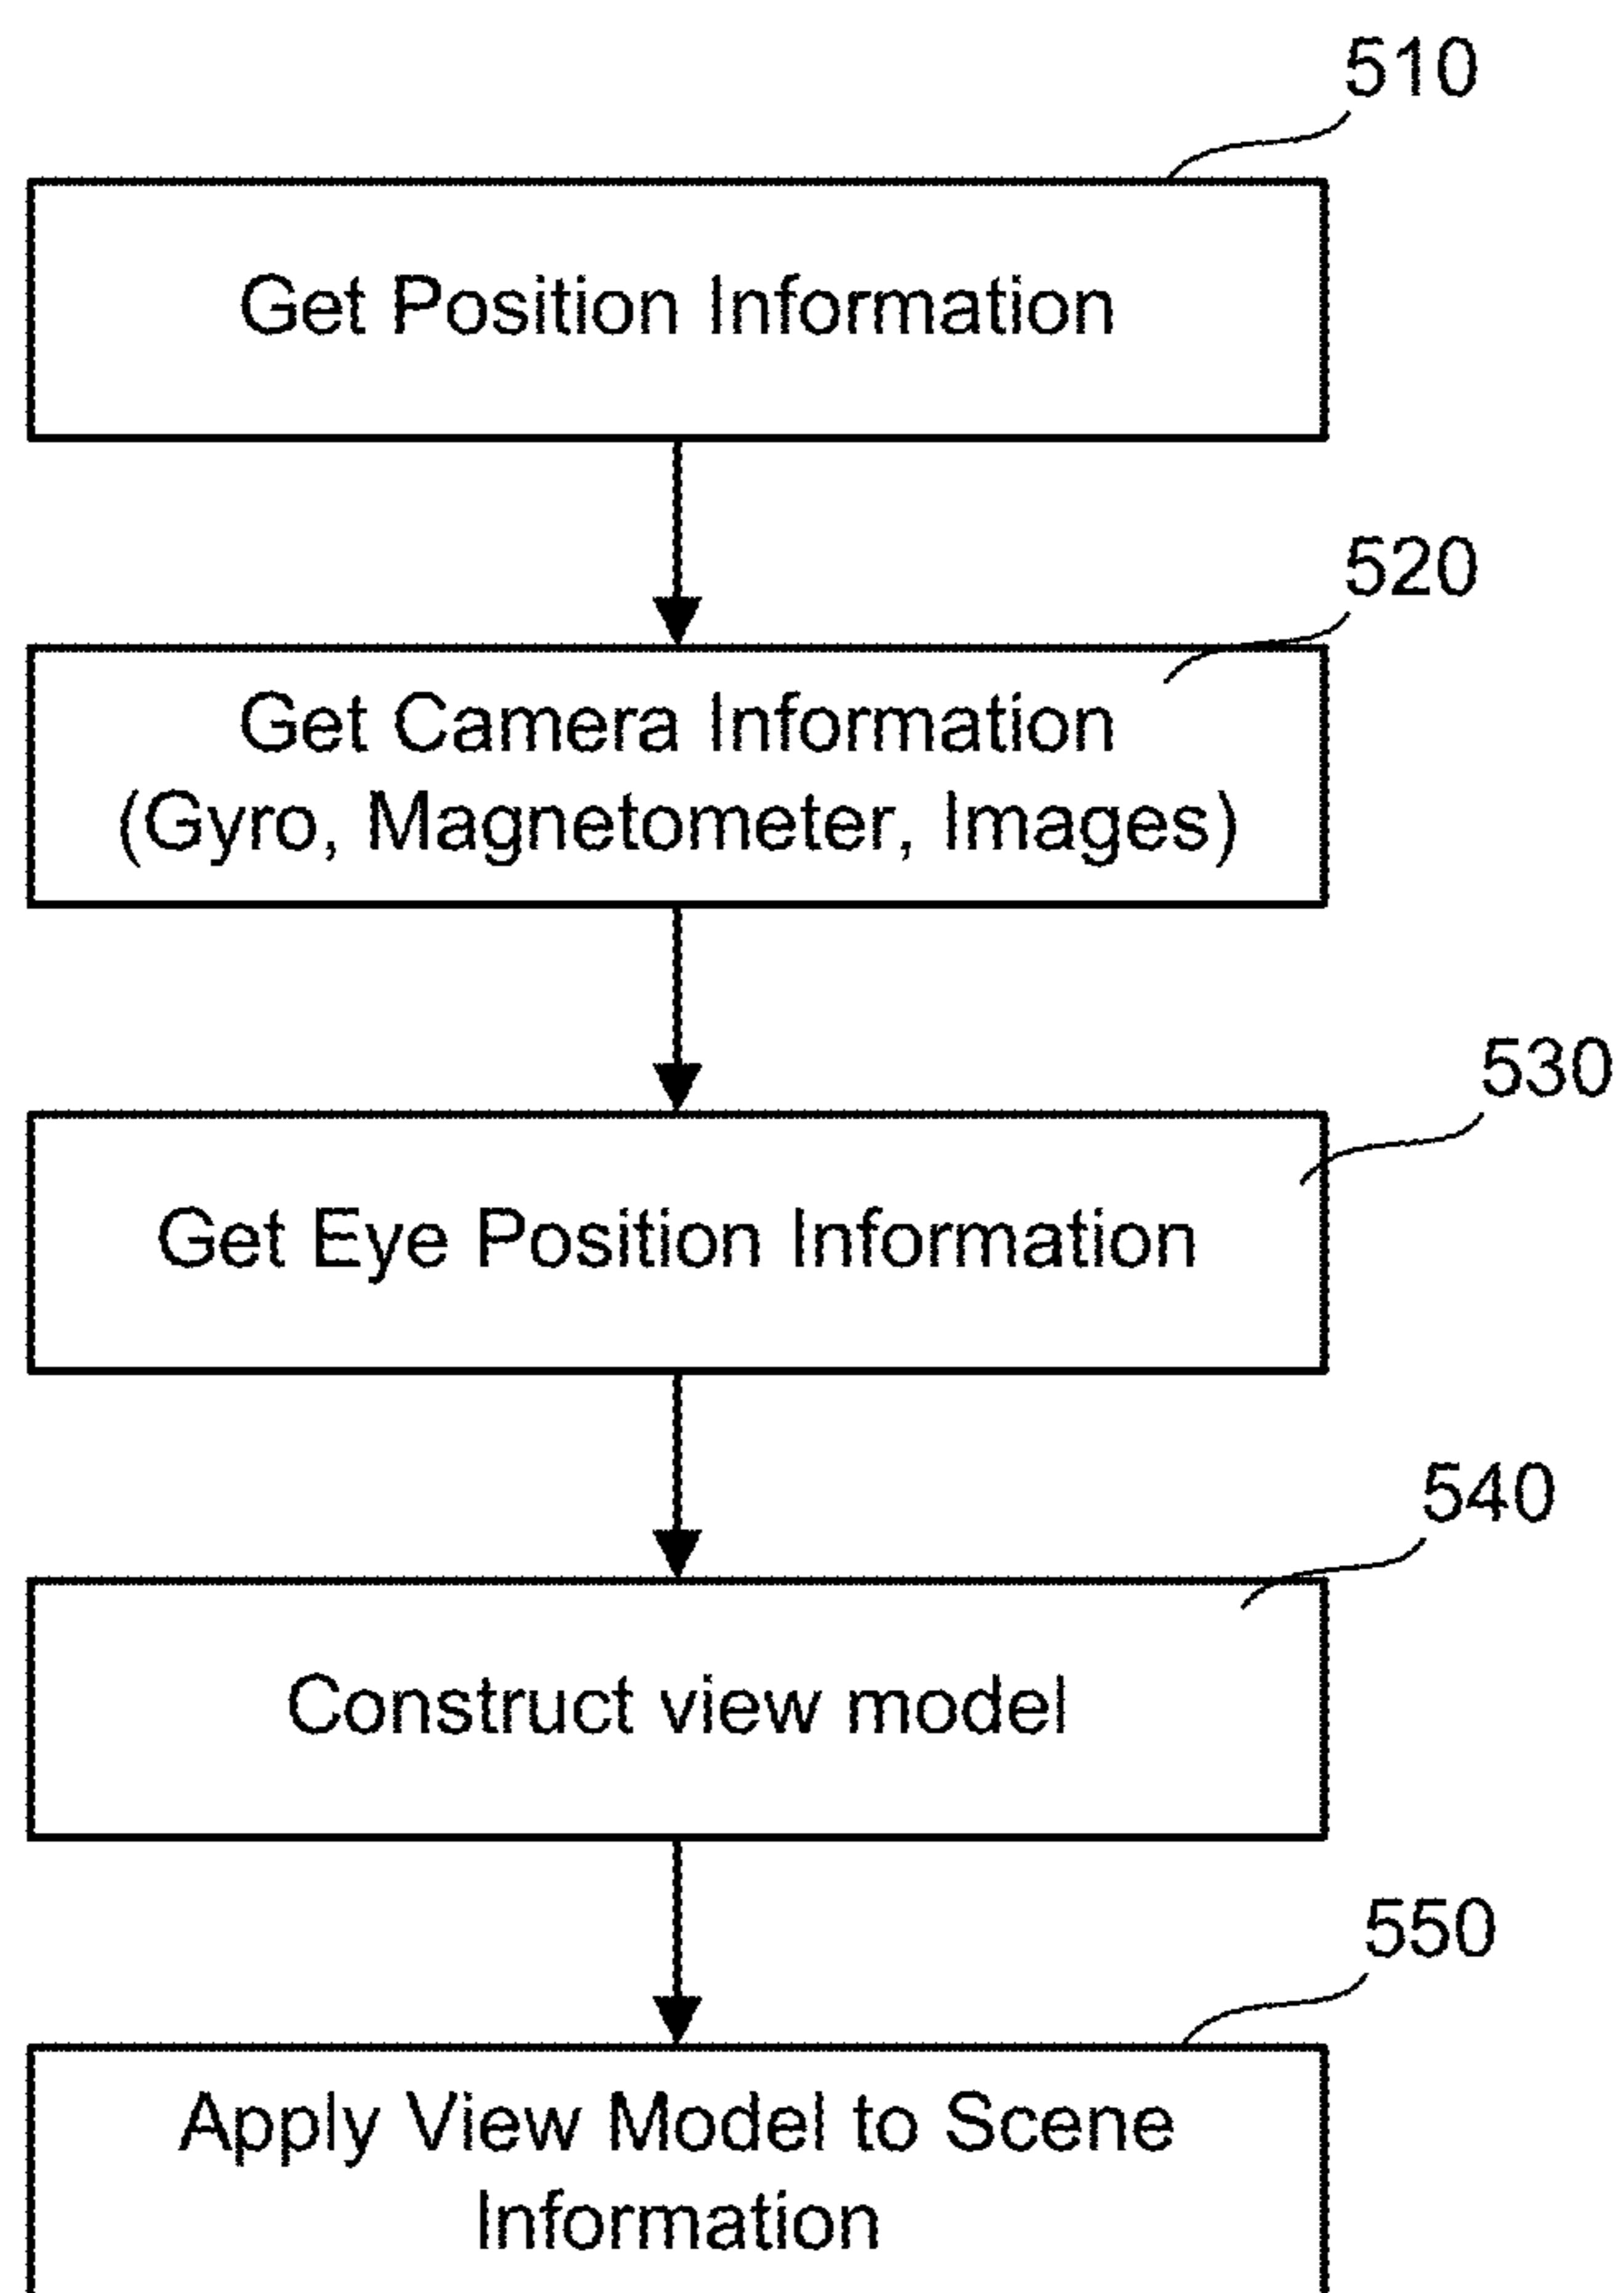 510
Get Position Information
520
Get Camera Information
(Gyro, Magnetometer, Images)
530
Get Eye Position Information
540
Construct view model
550
Apply View Model to Scene
Information